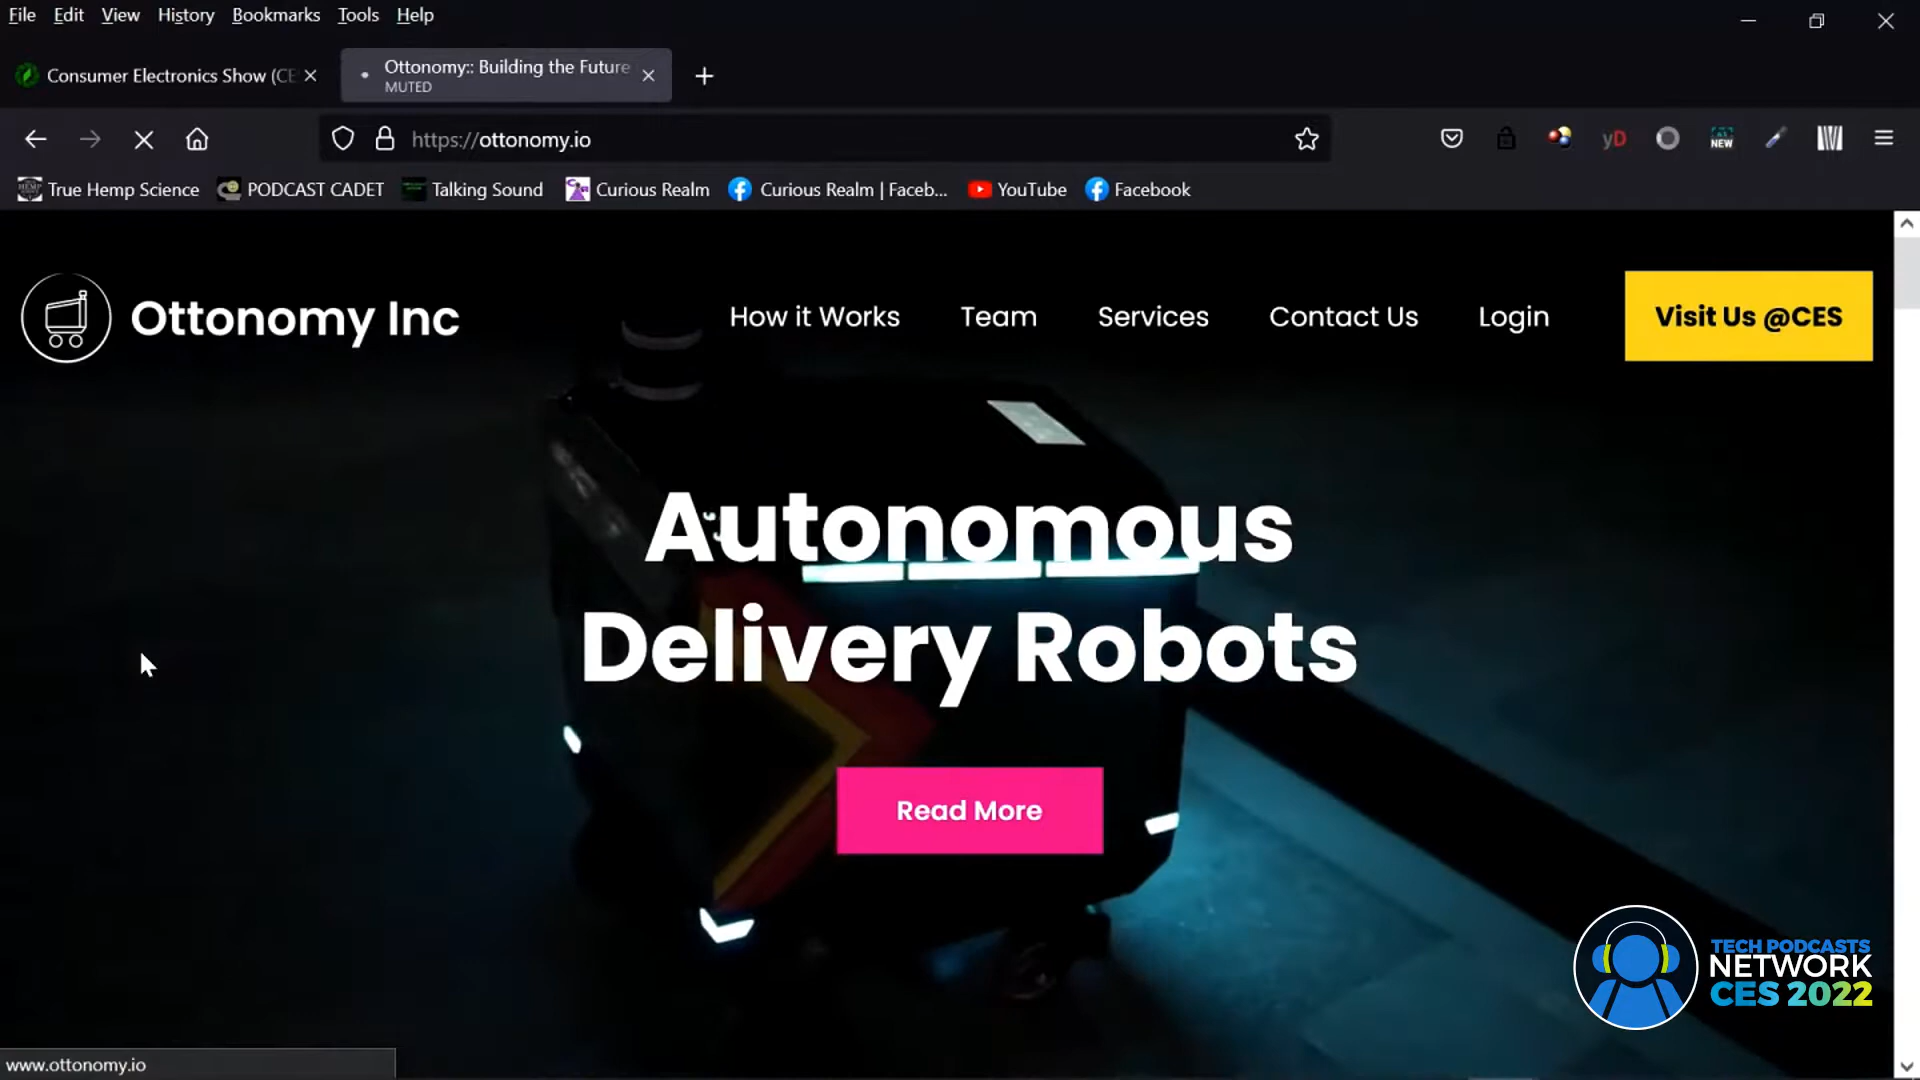 File Edit View History Bookmarks Tools Help
Consumer Electronics Show (CE
Ottonomy:: Building the Future
MUTED
https://ottonomy.io
yD
NEW
True Hemp Science PODCAST CADET Talking Sound Curious Realm Curious Realm | Faceb... YouTube Facebook
Ottonomy Inc How it Works Team Services Contact Us Login Visit Us @CES
Autonomous
Delivery Robots
Read More
TECH PODCASTS
NETWORK
CES 2022
www.ottonomy.io